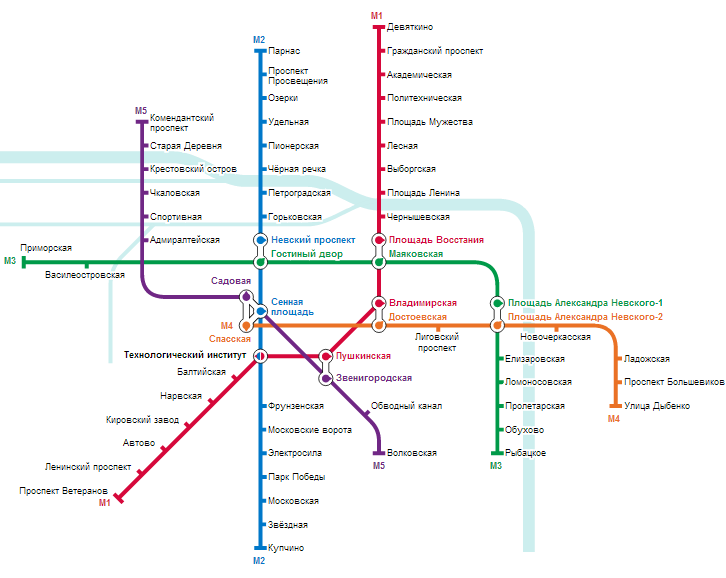 M1
Девяткино
M2
Парнас
Гражданский проспект
Проспект
Просвещения
Академическая
Озерки
Политехническая
M5
Комендантский
проспект
Удельная
Площадь Мужества
Старая Деревня
Пионерская
Лесная
Крестовский остров
Чёрная речка
Выборгская
Чкаловская
Петроградская
Площадь Ленина
Спортивная
Горьковская
Чернышевская
Адмиралтейская
Невский проспект
Площадь Восстания
Приморская
Гостиный двор
Маяковская
M3
Василеостровская
Садовая
Сенная
площадь
Владимирская
Площадь Александра Невского-1
M4
Достоевская
Площадь Александра Невского-2
Спасская
Лиговский
проспект
Новочеркасская
Технологический институт
Пушкинская
Елизаровская
Ладожская
Балтийская
Звенигородская
Ломоносовская
Проспект Большевиков
Нарвская
Фрунзенская
Обводный канал
Пролетарская
Улица Дыбенко
M4
Кировский завод
Московские ворота
Обухово
Автово
Электросила
Волковская
Рыбацкое
M5
M3
Ленинский проспект
Парк Победы
Проспект Ветеранов
M1
Московская
Звёздная
Купчино
M2